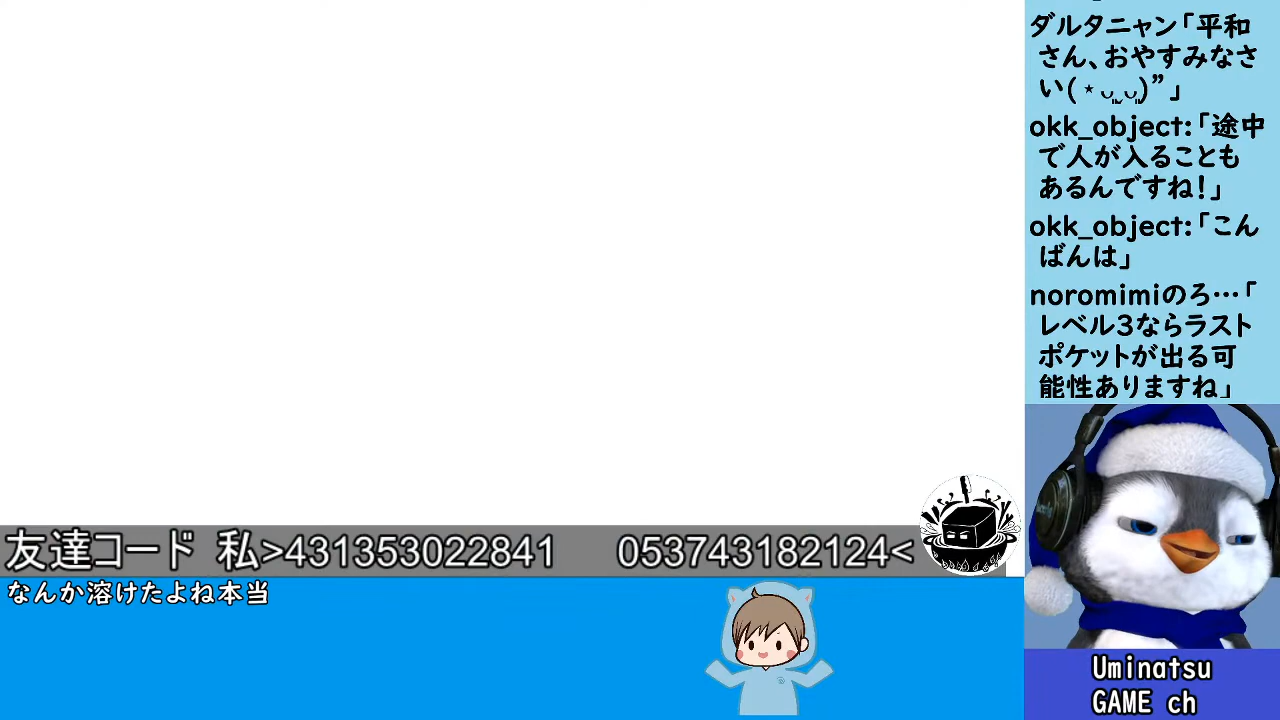 ダルタニャン「平和
さん、おやすみなさ
い(⋆ᴗ͈ˬᴗ͈)”」
okk_object:「途中
で人が入ることも
あるんですね!」
okk_object:「こん
ばんは」
noromimiのろ…「
レベル3ならラスト
ポケットが出る可
能性ありますね」
友達コード 私>431353022841 053743182124<
なんか溶けたよね本当
Uminatsu
GAME ch